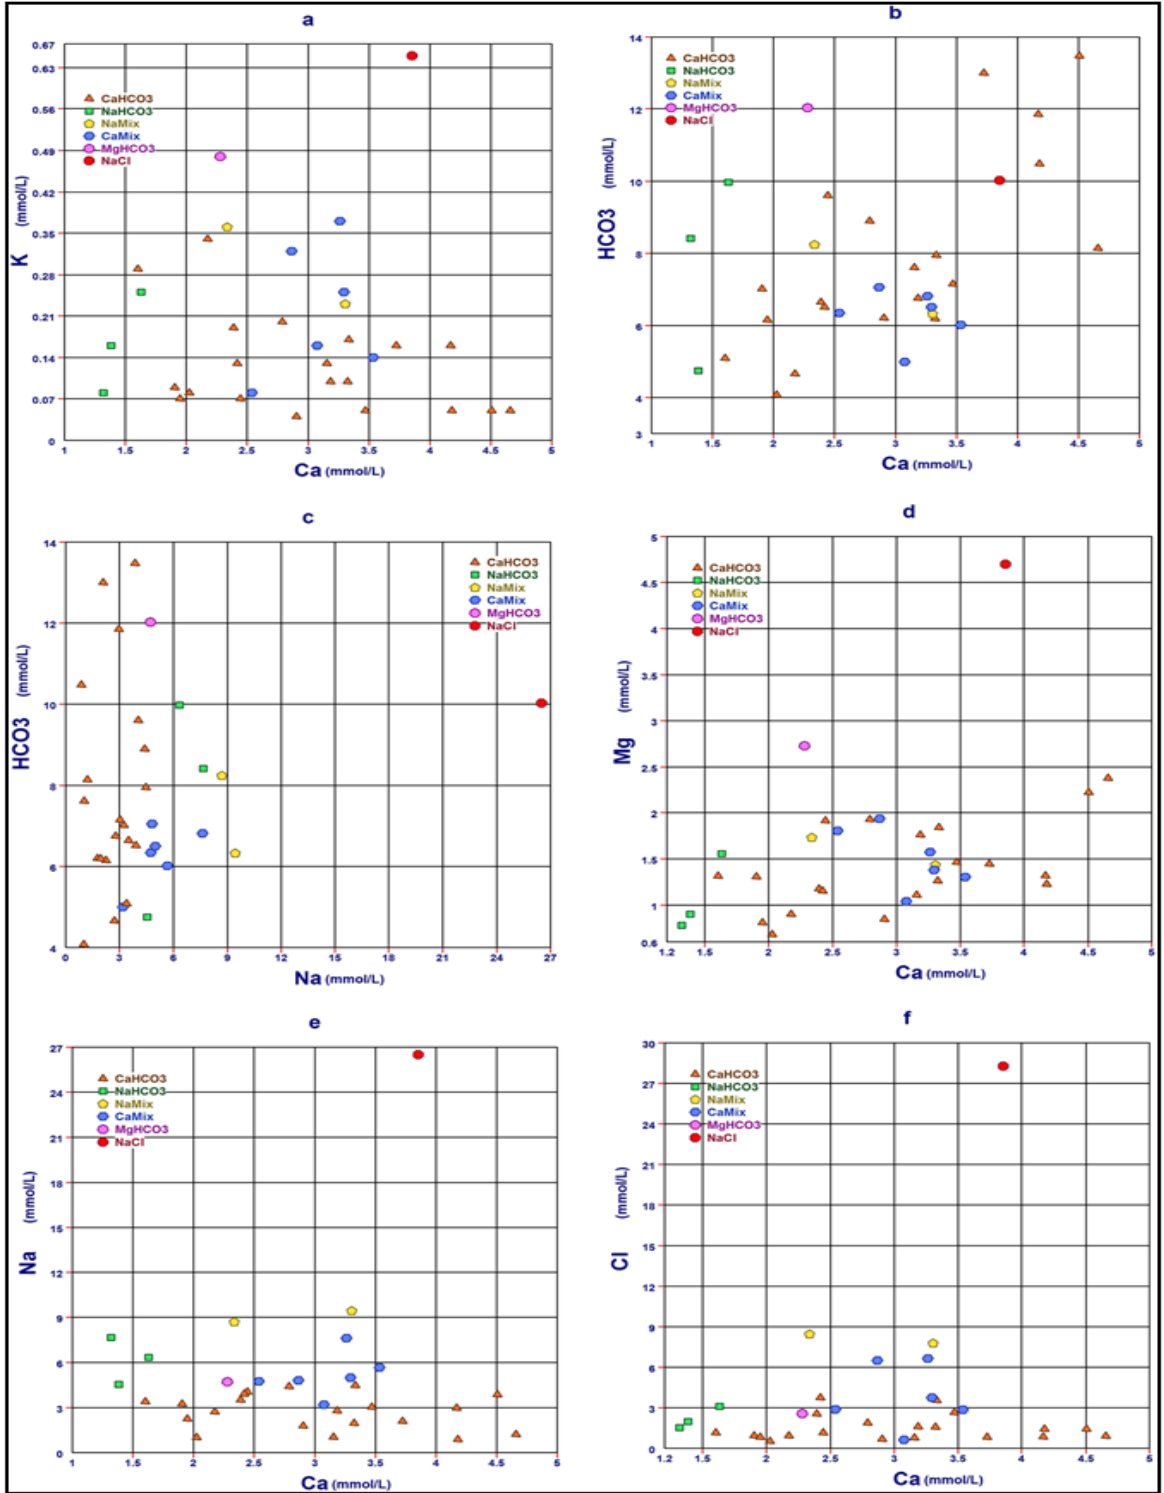 a
0.67
0.63
0.56
0.49
0.42
0.35
0.28
0.21
0.14
0.07
0
K (mmol/L)
CaHCO3
NaHCO3
NaMix
CaMix
MgHCO3
NaCl
1 1.5 2 2.5 3 3.5 4 4.5 5
Ca (mmol/L)
b
14
12
10
8
6
4
3
HCO3 (mmol/L)
CaHCO3
NaHCO3
NaMix
CaMix
MgHCO3
NaCl
1 1.5 2 2.5 3 3.5 4 4.5 5
Ca (mmol/L)
c
14
12
10
8
6
4
HCO3 (mmol/L)
CaHCO3
NaHCO3
NaMix
CaMix
MgHCO3
NaCl
0 3 6 9 12 15 18 21 24 27
Na (mmol/L)
d
5
4.5
4
3.5
3
2.5
2
1.5
1
0.6
Mg (mmol/L)
CaHCO3
NaHCO3
NaMix
CaMix
MgHCO3
NaCl
1.2 1.5 2 2.5 3 3.5 4 4.5 5
Ca (mmol/L)
e
27
24
21
18
15
12
9
6
3
0
Na (mmol/L)
CaHCO3
NaHCO3
NaMix
CaMix
MgHCO3
NaCl
1 1.5 2 2.5 3 3.5 4 4.5 5
Ca (mmol/L)
f
30
27
24
21
18
15
12
9
6
3
0
Cl (mmol/L)
CaHCO3
NaHCO3
NaMix
CaMix
MgHCO3
NaCl
1.2 1.5 2 2.5 3 3.5 4 4.5 5
Ca (mmol/L)